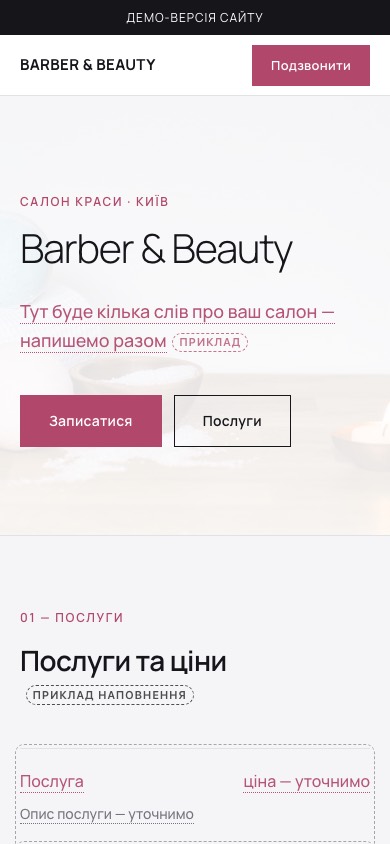 ДЕМО-ВЕРСІЯ САЙТУ
BARBER & BEAUTY
Подзвонити
САЛОН КРАСИ · КИЇВ
Barber & Beauty
Тут буде кілька слів про ваш салон —
напишемо разом ПРИКЛАД
Записатися
Послуги
01 — ПОСЛУГИ
Послуги та ціни
ПРИКЛАД НАПОВНЕННЯ
Послуга
ціна — уточнимо
Опис послуги — уточнимо